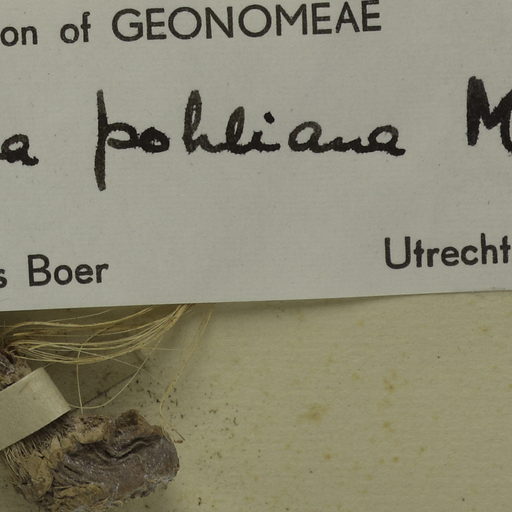 on of GEONOMEAE
a pohliana M
s Boer
Utrecht